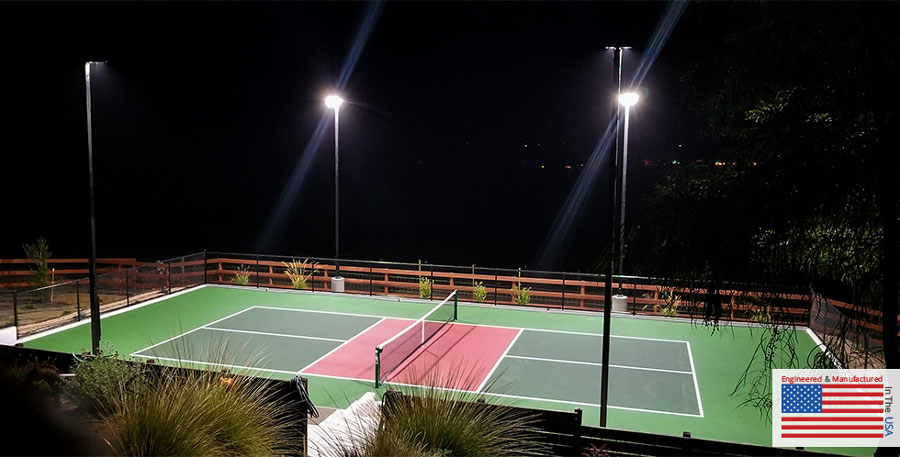 Engineered & Manufactured
In The USA